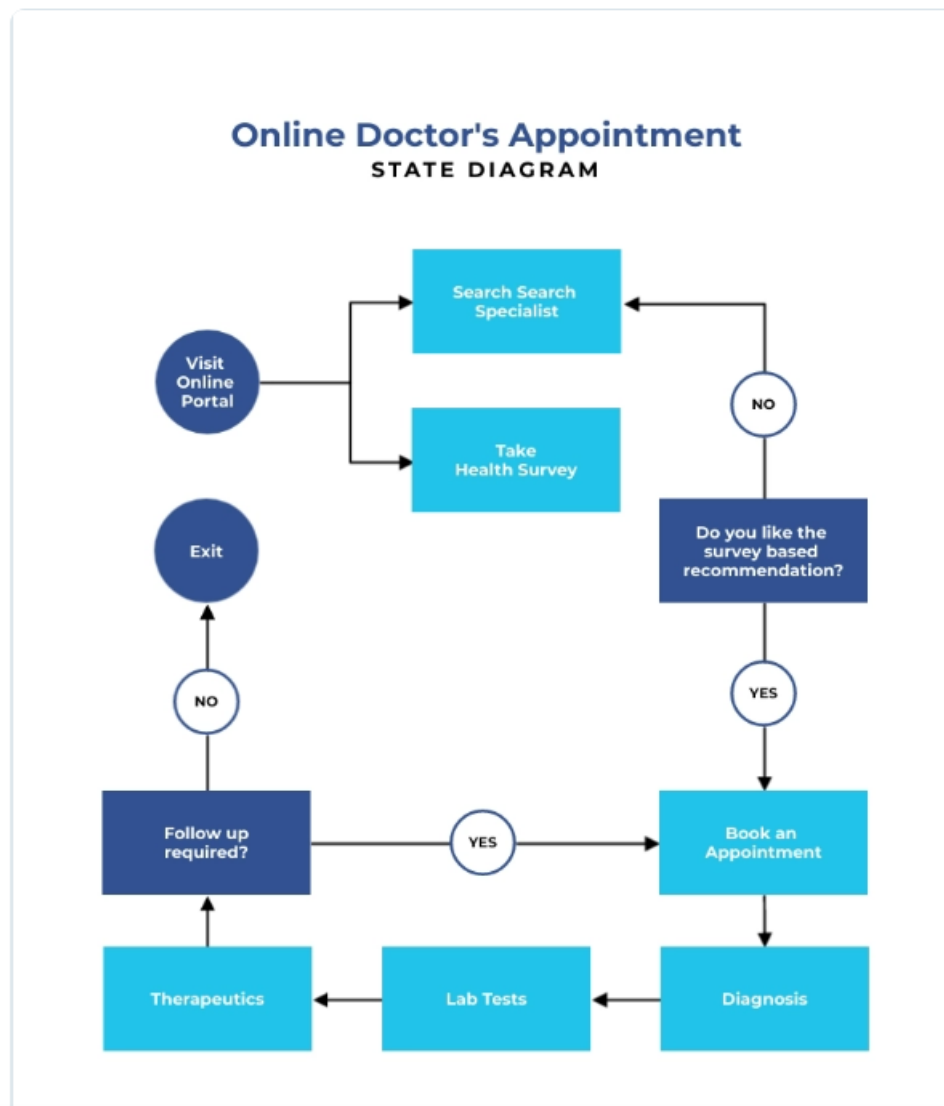 Online Doctor's Appointment
STATE DIAGRAM
Search Search
Specialist
Visit
Online
Portal
NO
Take
Health Survey
Do you like the
survey based
recommendation?
Exit
NO
YES
Follow up
required?
YES
Book an
Appointment
Therapeutics
Lab Tests
Diagnosis